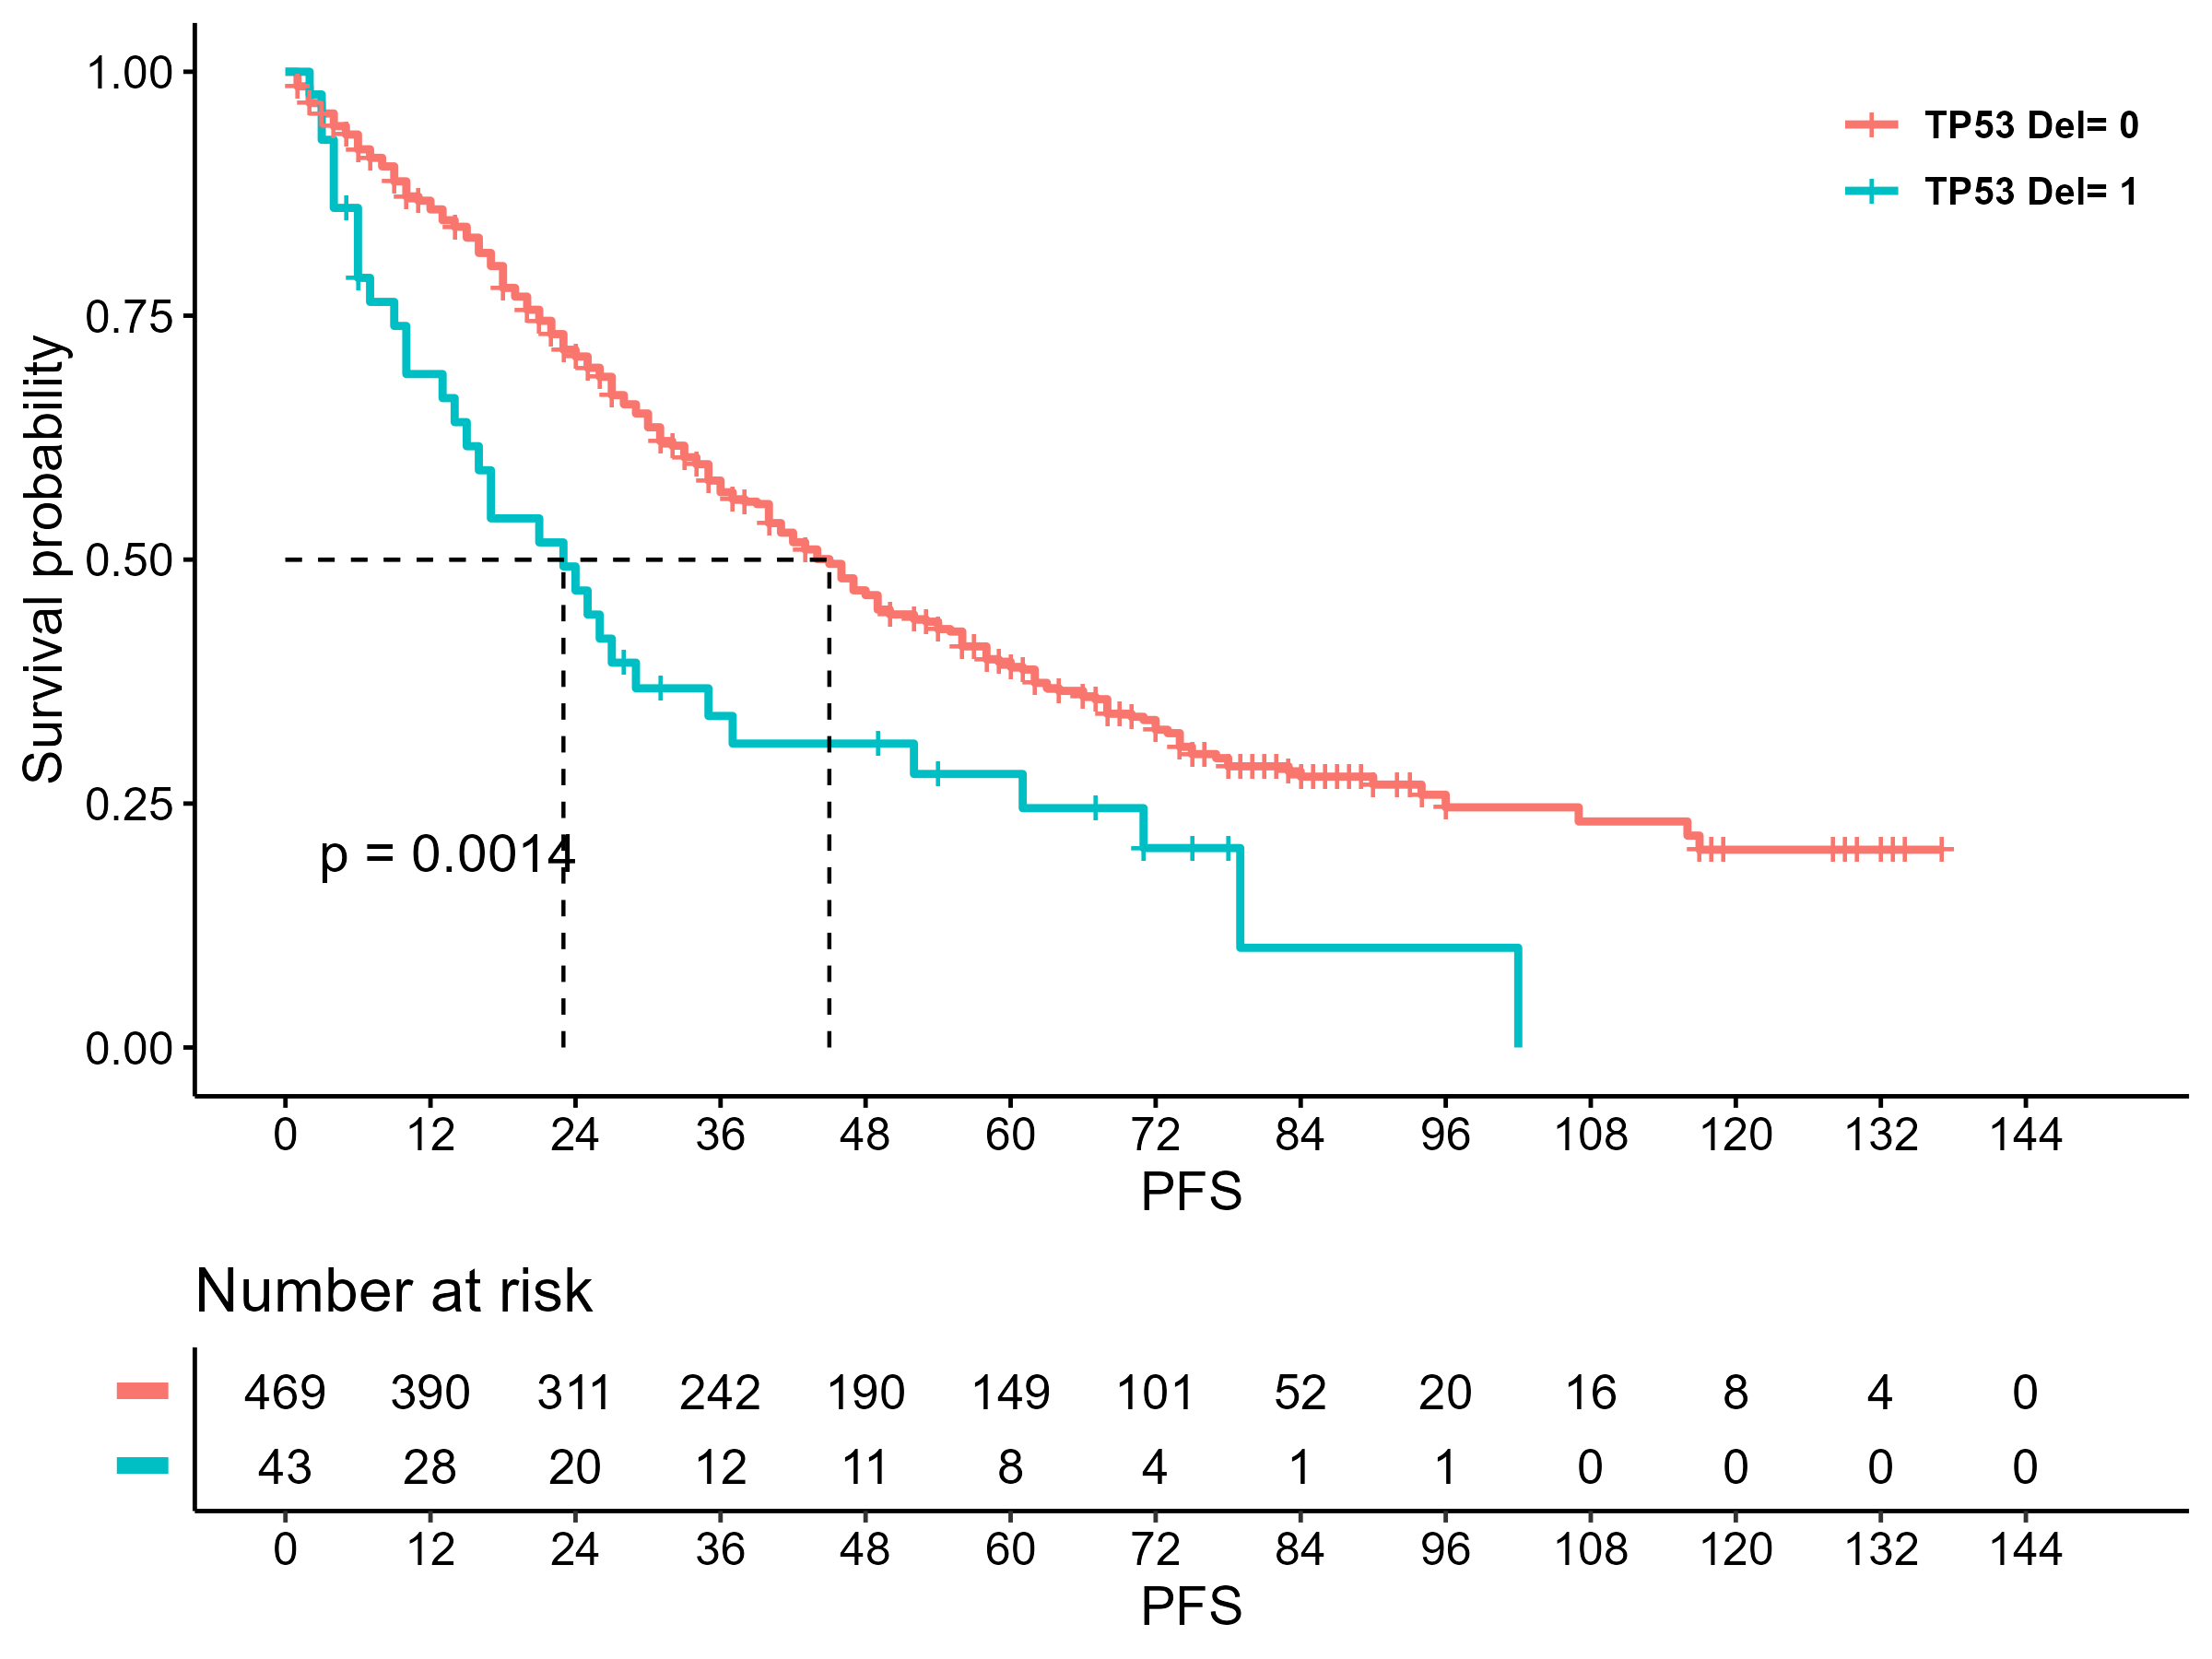 1.00
0.75
0.50
0.25
0.00
Survival probability
TP53 Del= 0
TP53 Del= 1
p = 0.0014
0 12 24 36 48 60 72 84 96 108 120 132 144
PFS
Number at risk
469 390 311 242 190 149 101 52 20 16 8 4 0
43 28 20 12 11 8 4 1 1 0 0 0 0
0 12 24 36 48 60 72 84 96 108 120 132 144
PFS